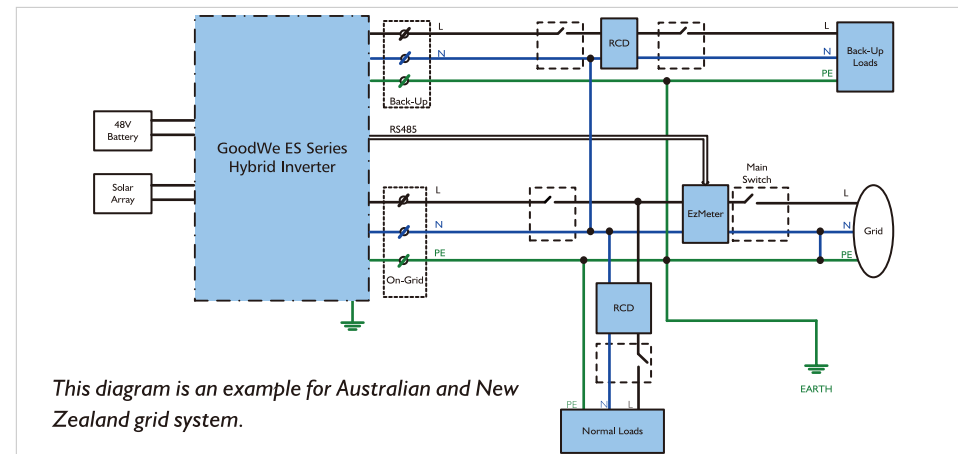 L
N
Back-Up
RCD
L
N
PE
Back-Up
Loads
48V
Battery
GoodWe ES Series
Hybrid Inverter
RS485
Solar
Array
L
N
PE
On-Grid
EzMeter
Main
Switch
L
N
PE
Grid
RCD
PE
N
L
Normal Loads
EARTH
This diagram is an example for Australian and New
Zealand grid system.